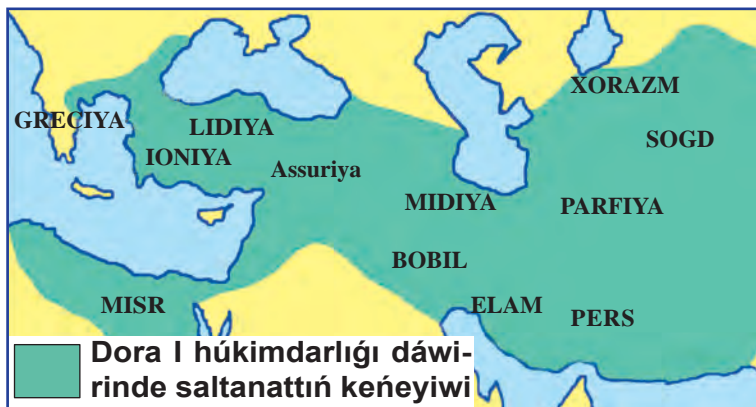 XORAZM
GRECIYA
LIDIYA
SOGD
IONIYA
Assuriya
MIDIYA
PARFIYA
BOBIL
MISR
ELAM
PERS
Dora I húkimdarlıǵı dáwi-
rinde saltanattıń keńeyiwi